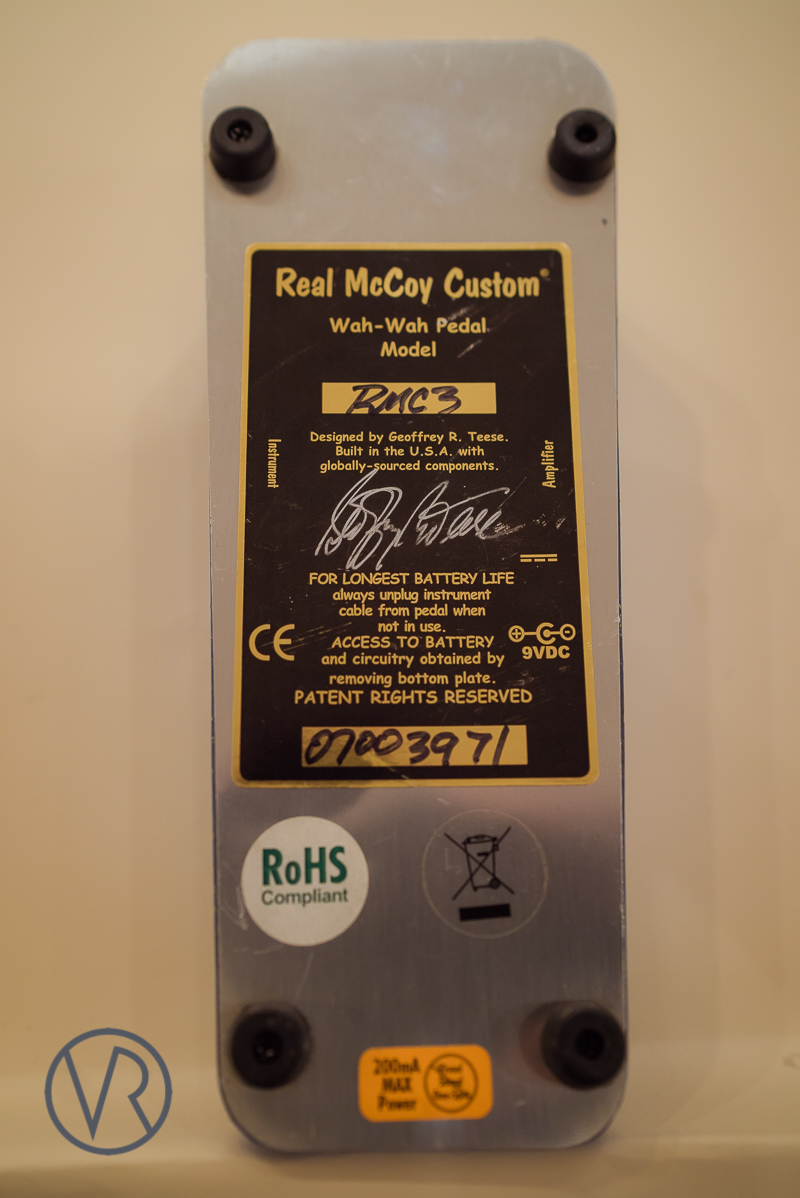 Real McCoy Custom
Wah-Wah Pedal
Model
RMC3
Designed by Geoffrey R. Teese.
Built in the U.S.A. with
globally-sourced components.
Instrument
Amplifier
FOR LONGEST BATTERY LIFE
always unplug instrument
cable from pedal when
not in use.
CE
ACCESS TO BATTERY
and circuitry obtained by
removing bottom plate.
9VDC
PATENT RIGHTS RESERVED
07003971
RoHS
Compliant
200mA
MAX
Power
VR